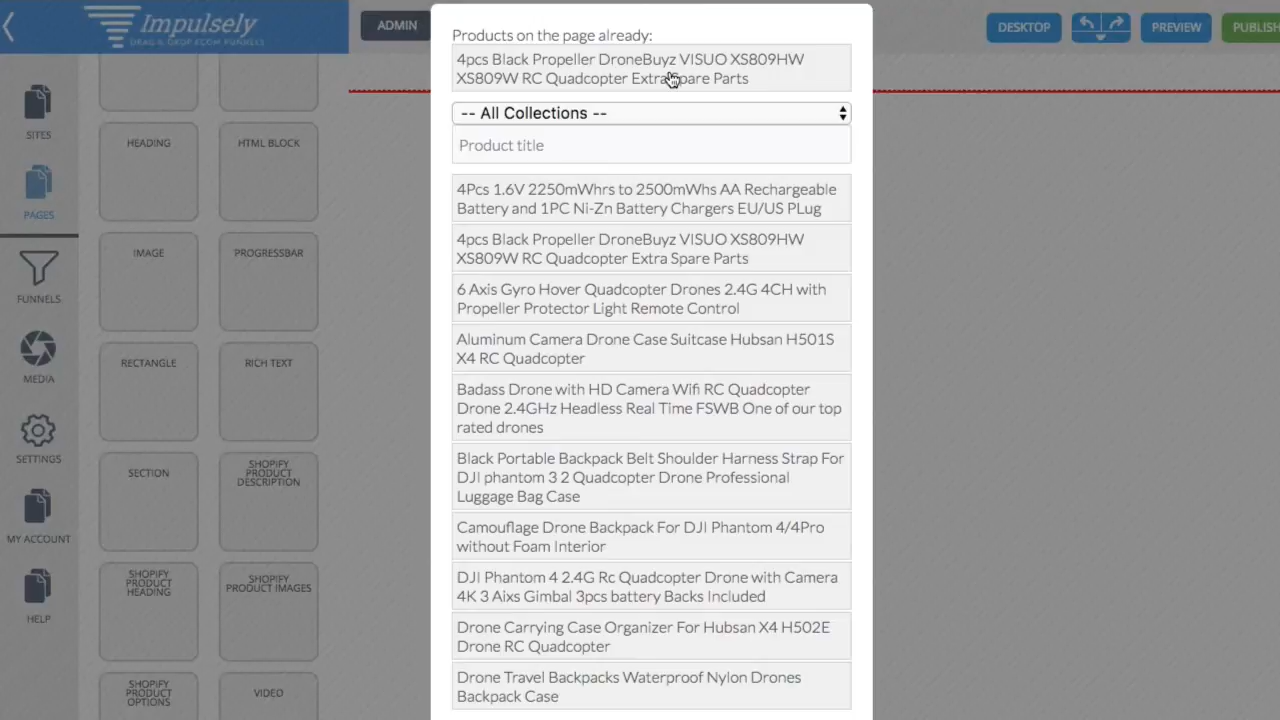 Impulsely
DRAG & DROP ECOM FUNNELS
ADMIN
DESKTOP
PREVIEW
PUBLISH
SITES
PAGES
FUNNELS
MEDIA
SETTINGS
MY ACCOUNT
HELP
HEADING
HTML BLOCK
IMAGE
PROGRESSBAR
RECTANGLE
RICH TEXT
SECTION
SHOPIFY
PRODUCT
DESCRIPTION
SHOPIFY
PRODUCT
HEADING
SHOPIFY
PRODUCT IMAGES
SHOPIFY
PRODUCT
OPTIONS
VIDEO
Products on the page already:
4pcs Black Propeller DroneBuyz VISUO XS809HW
XS809W RC Quadcopter Extra Spare Parts
-- All Collections --
Product title
4Pcs 1.6V 2250mWhrs to 2500mWhs AA Rechargeable
Battery and 1PC Ni-Zn Battery Chargers EU/US PLug
4pcs Black Propeller DroneBuyz VISUO XS809HW
XS809W RC Quadcopter Extra Spare Parts
6 Axis Gyro Hover Quadcopter Drones 2.4G 4CH with
Propeller Protector Light Remote Control
Aluminum Camera Drone Case Suitcase Hubsan H501S
X4 RC Quadcopter
Badass Drone with HD Camera Wifi RC Quadcopter
Drone 2.4GHz Headless Real Time FSWB One of our top
rated drones
Black Portable Backpack Belt Shoulder Harness Strap For
DJI phantom 3 2 Quadcopter Drone Professional
Luggage Bag Case
Camouflage Drone Backpack For DJI Phantom 4/4Pro
without Foam Interior
DJI Phantom 4 2.4G Rc Quadcopter Drone with Camera
4K 3 Aixs Gimbal 3pcs battery Backs Included
Drone Carrying Case Organizer For Hubsan X4 H502E
Drone RC Quadcopter
Drone Travel Backpacks Waterproof Nylon Drones
Backpack Case